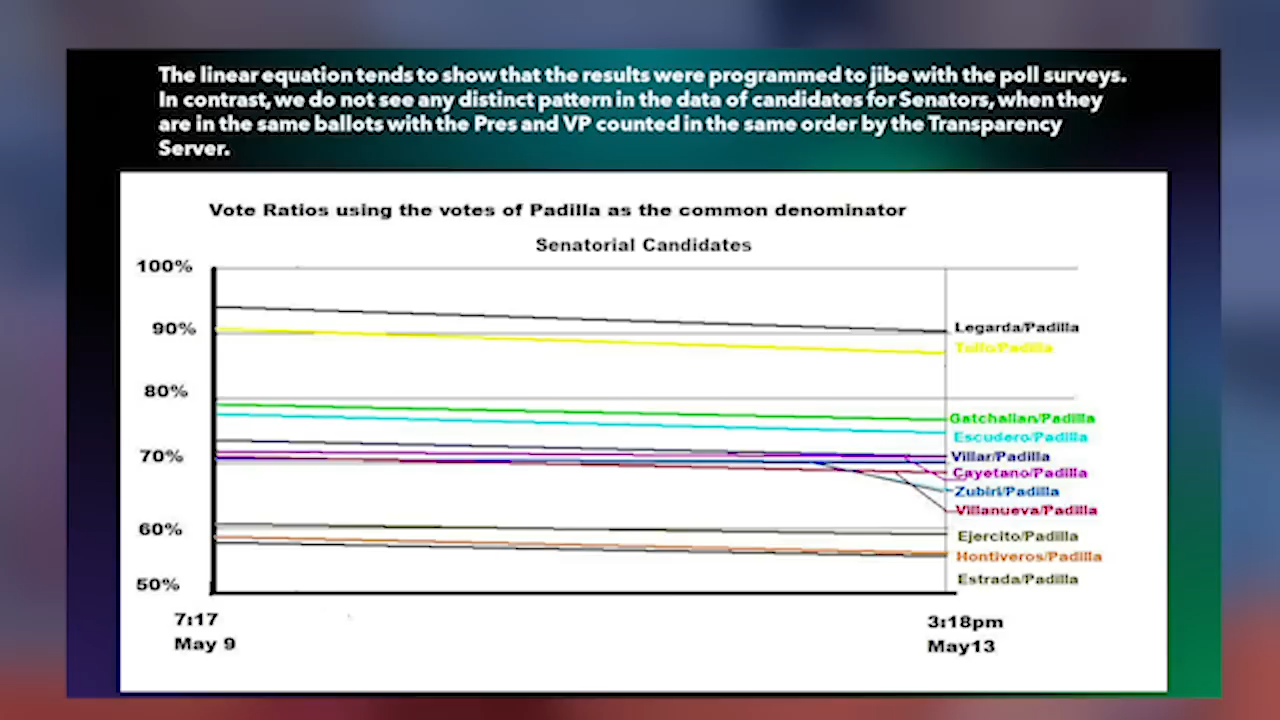 The linear equation tends to show that the results were programmed to jibe with the poll surveys.
In contrast, we do not see any distinct pattern in the data of candidates for Senators, when they
are in the same ballots with the Pres and VP counted in the same order by the Transparency
Server.
Vote Ratios using the votes of Padilla as the common denominator
Senatorial Candidates
100%
90%
80%
70%
60%
50%
Legarda/Padilla
Tulfo/Padilla
Gatchalian/Padilla
Escudero/Padilla
Villar/Padilla
Cayetano/Padilla
Zubiri/Padilla
Villanueva/Padilla
Ejercito/Padilla
Hontiveros/Padilla
Estrada/Padilla
7:17
May 9
3:18pm
May13